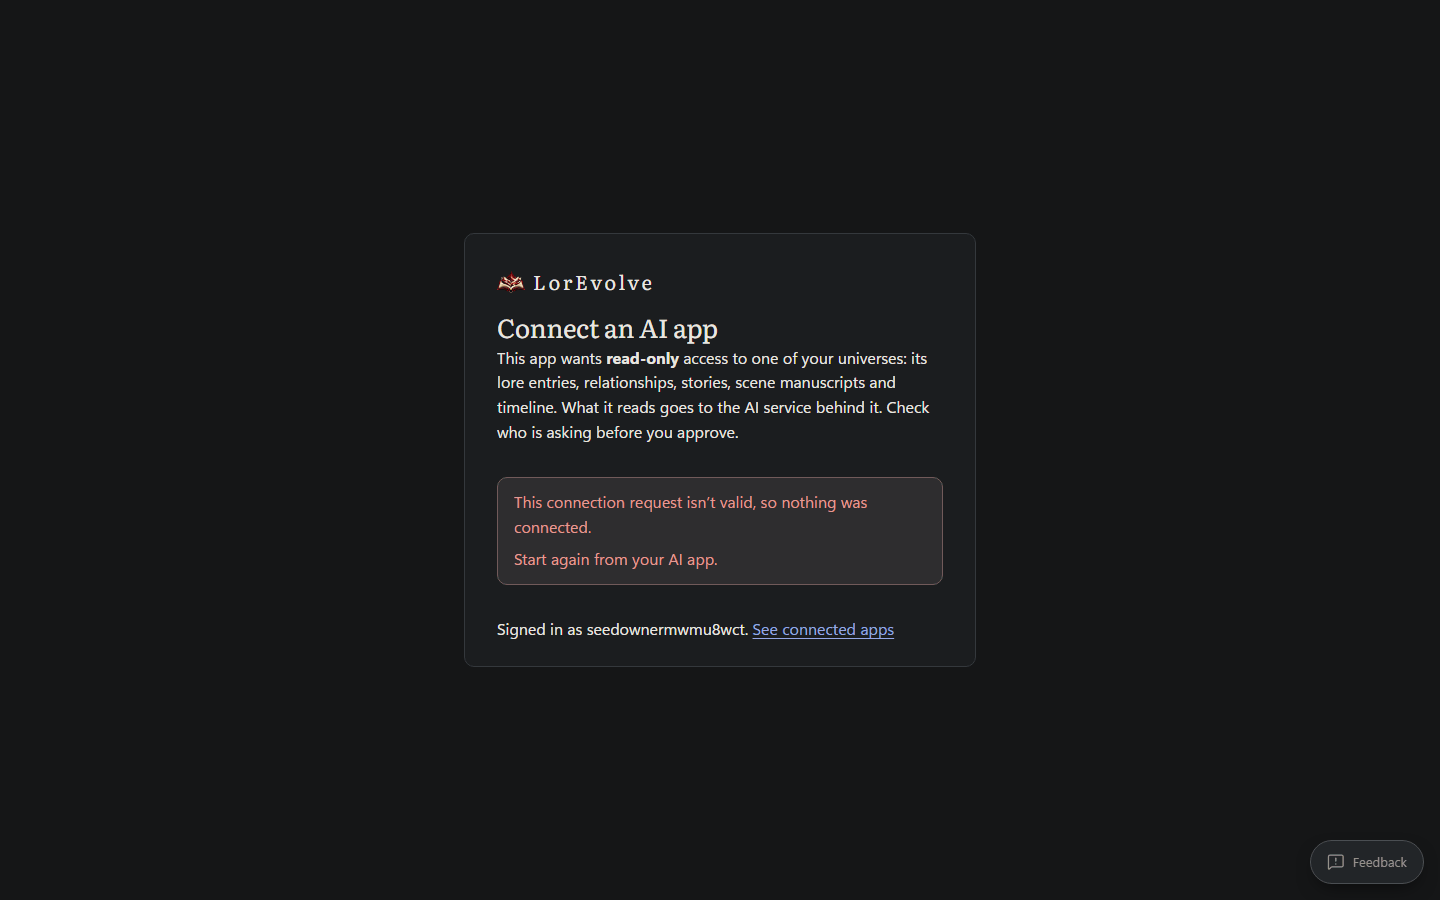 LorEvolve
Connect an AI app
This app wants read-only access to one of your universes: its
lore entries, relationships, stories, scene manuscripts and
timeline. What it reads goes to the AI service behind it. Check
who is asking before you approve.
This connection request isn’t valid, so nothing was
connected.
Start again from your AI app.
Signed in as seedownermwmu8wct. See connected apps
Feedback